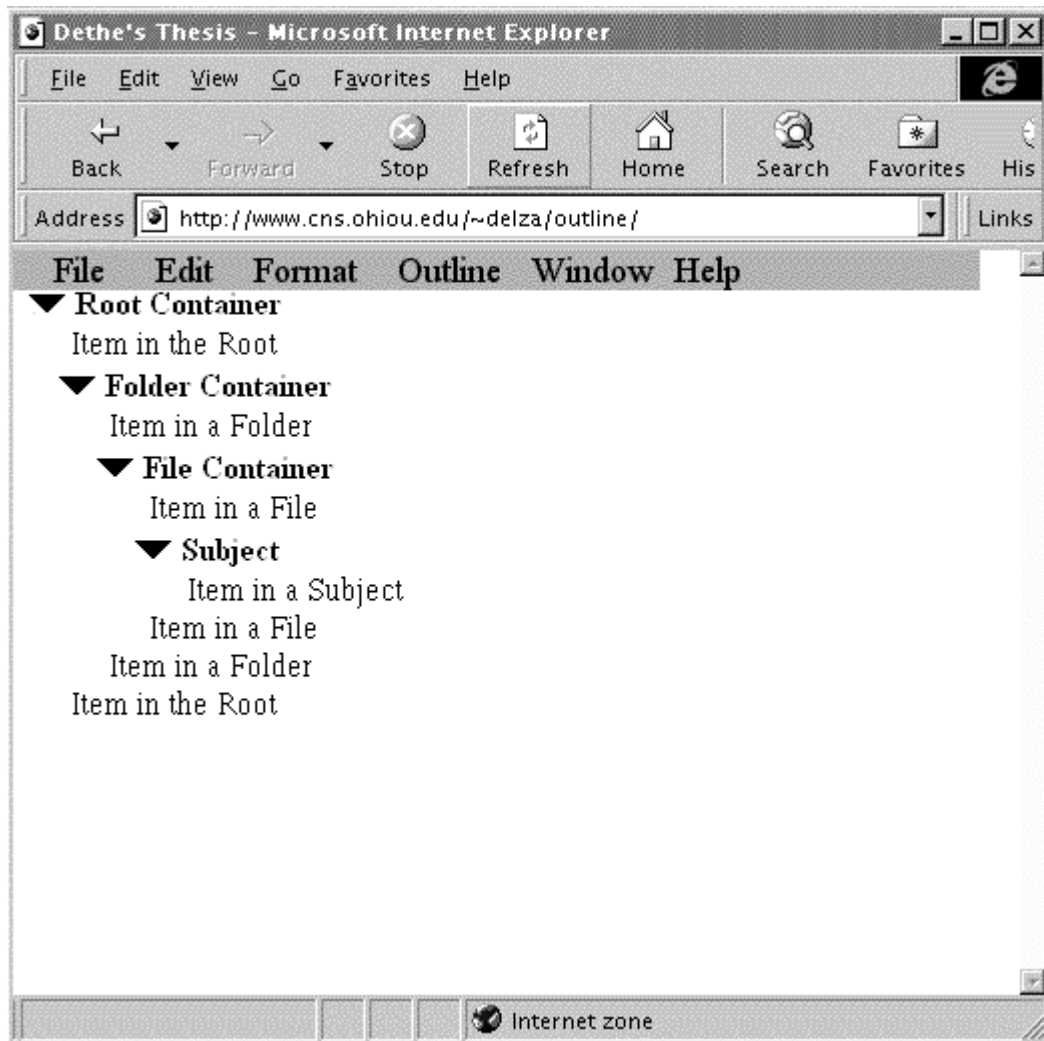 Dethe's Thesis - Microsoft Internet Explorer
File Edit View Go Favorites Help
Back Forward Stop Refresh Home Search Favorites His
Address http://www.cns.ohiou.edu/~delza/outline/ Links
File Edit Format Outline Window Help
Root Container
Item in the Root
Folder Container
Item in a Folder
File Container
Item in a File
Subject
Item in a Subject
Item in a File
Item in a Folder
Item in the Root
Internet zone